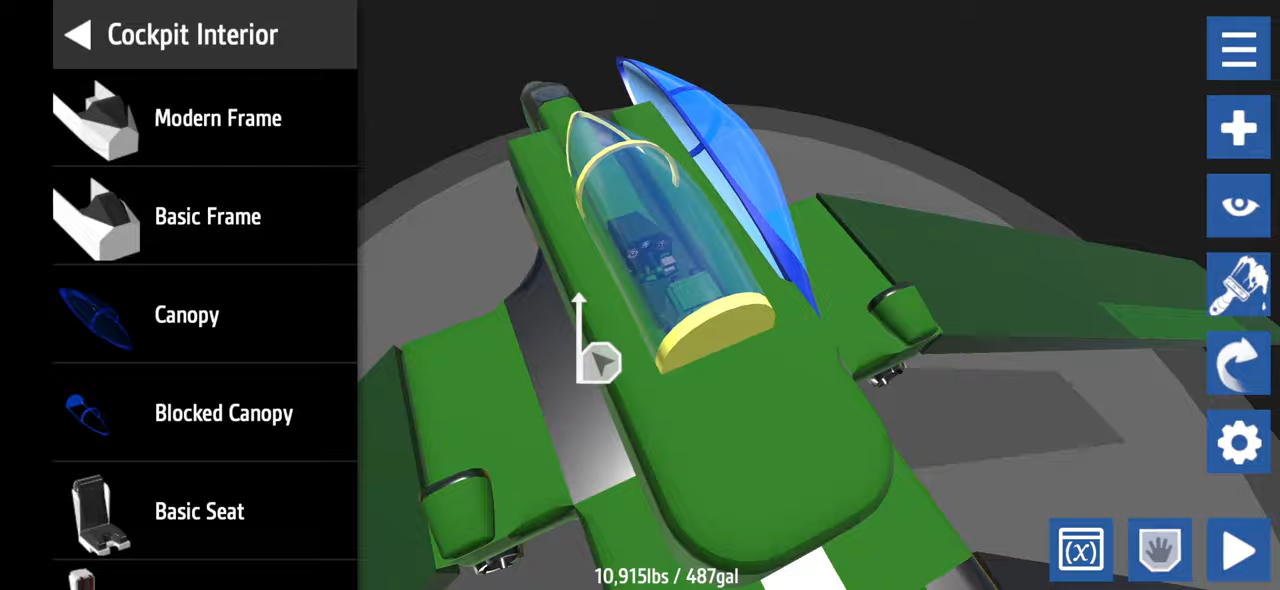 Cockpit Interior
Modern Frame
Basic Frame
Canopy
Blocked Canopy
Basic Seat
10,915lbs / 487gal
(x)